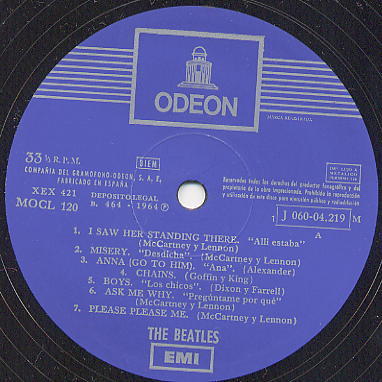 ODEON
MARCA REGISTRADA
33 ⅓ R. P. M.
BIEM
COMPAÑIA DEL GRAMOFONO-ODEON, S. A. E.
FABRICADO EN ESPAÑA
XEX 421
DEPOSITO LEGAL
MOCL 120
B. 464 - 1964 Ⓟ
Reservados todos los derechos del productor fonográfico y del
propietario de la obra impresionada. Prohibida la reproducción
y utilización de este disco para ejecución pública y radiodifusión
1 J 060-04.219 M
A
1. I SAW HER STANDING THERE. "Allí estaba"
(McCartney y Lennon)
2. MISERY. "Desdicha". (McCartney y Lennon)
3. ANNA (GO TO HIM). "Ana". (Alexander)
4. CHAINS. (Goffin y King)
5. BOYS. "Los chicos". (Dixon y Farrell)
6. ASK ME WHY. "Pregúntame por qué"
(McCartney y Lennon)
7. PLEASE PLEASE ME. (McCartney y Lennon)
THE BEATLES
EMI